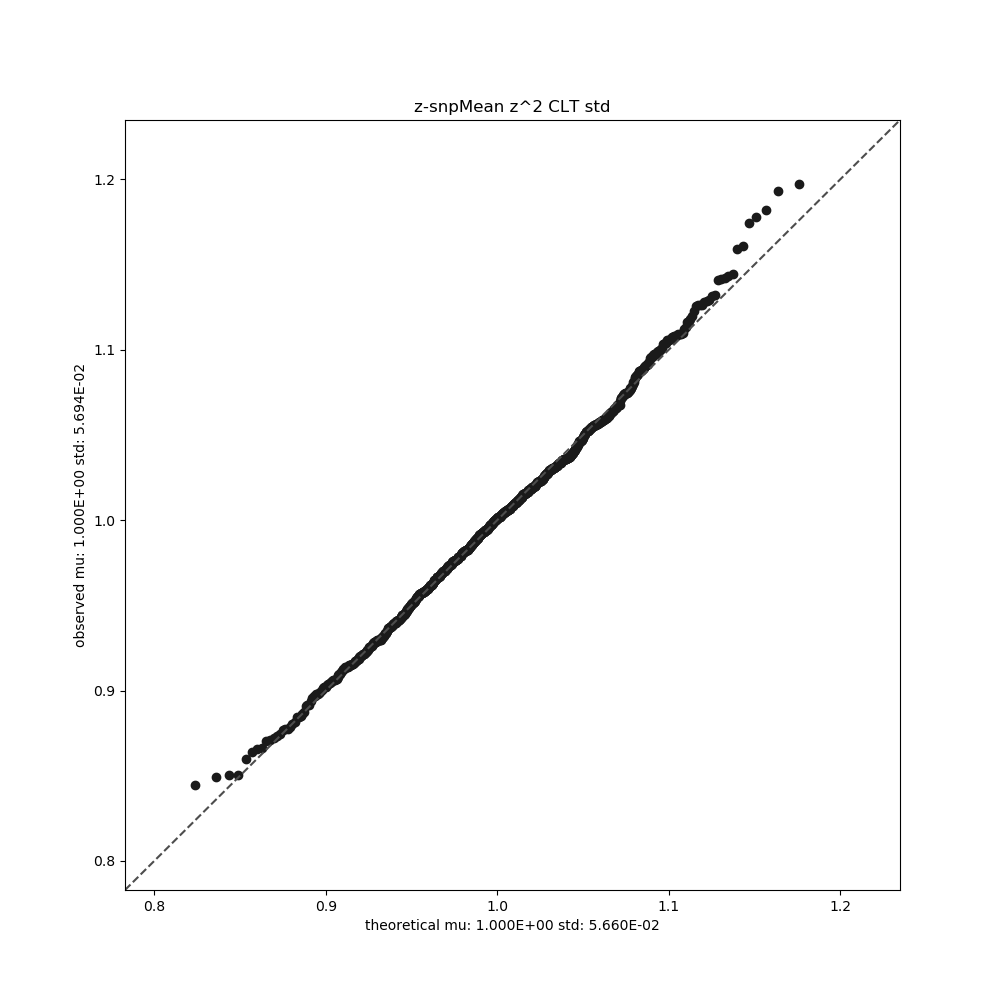 z-snpMean z^2 CLT std
1.2
1.1
1.0
0.9
0.8
observed mu: 1.000E+00 std: 5.694E-02
0.8 0.9 1.0 1.1 1.2
theoretical mu: 1.000E+00 std: 5.660E-02